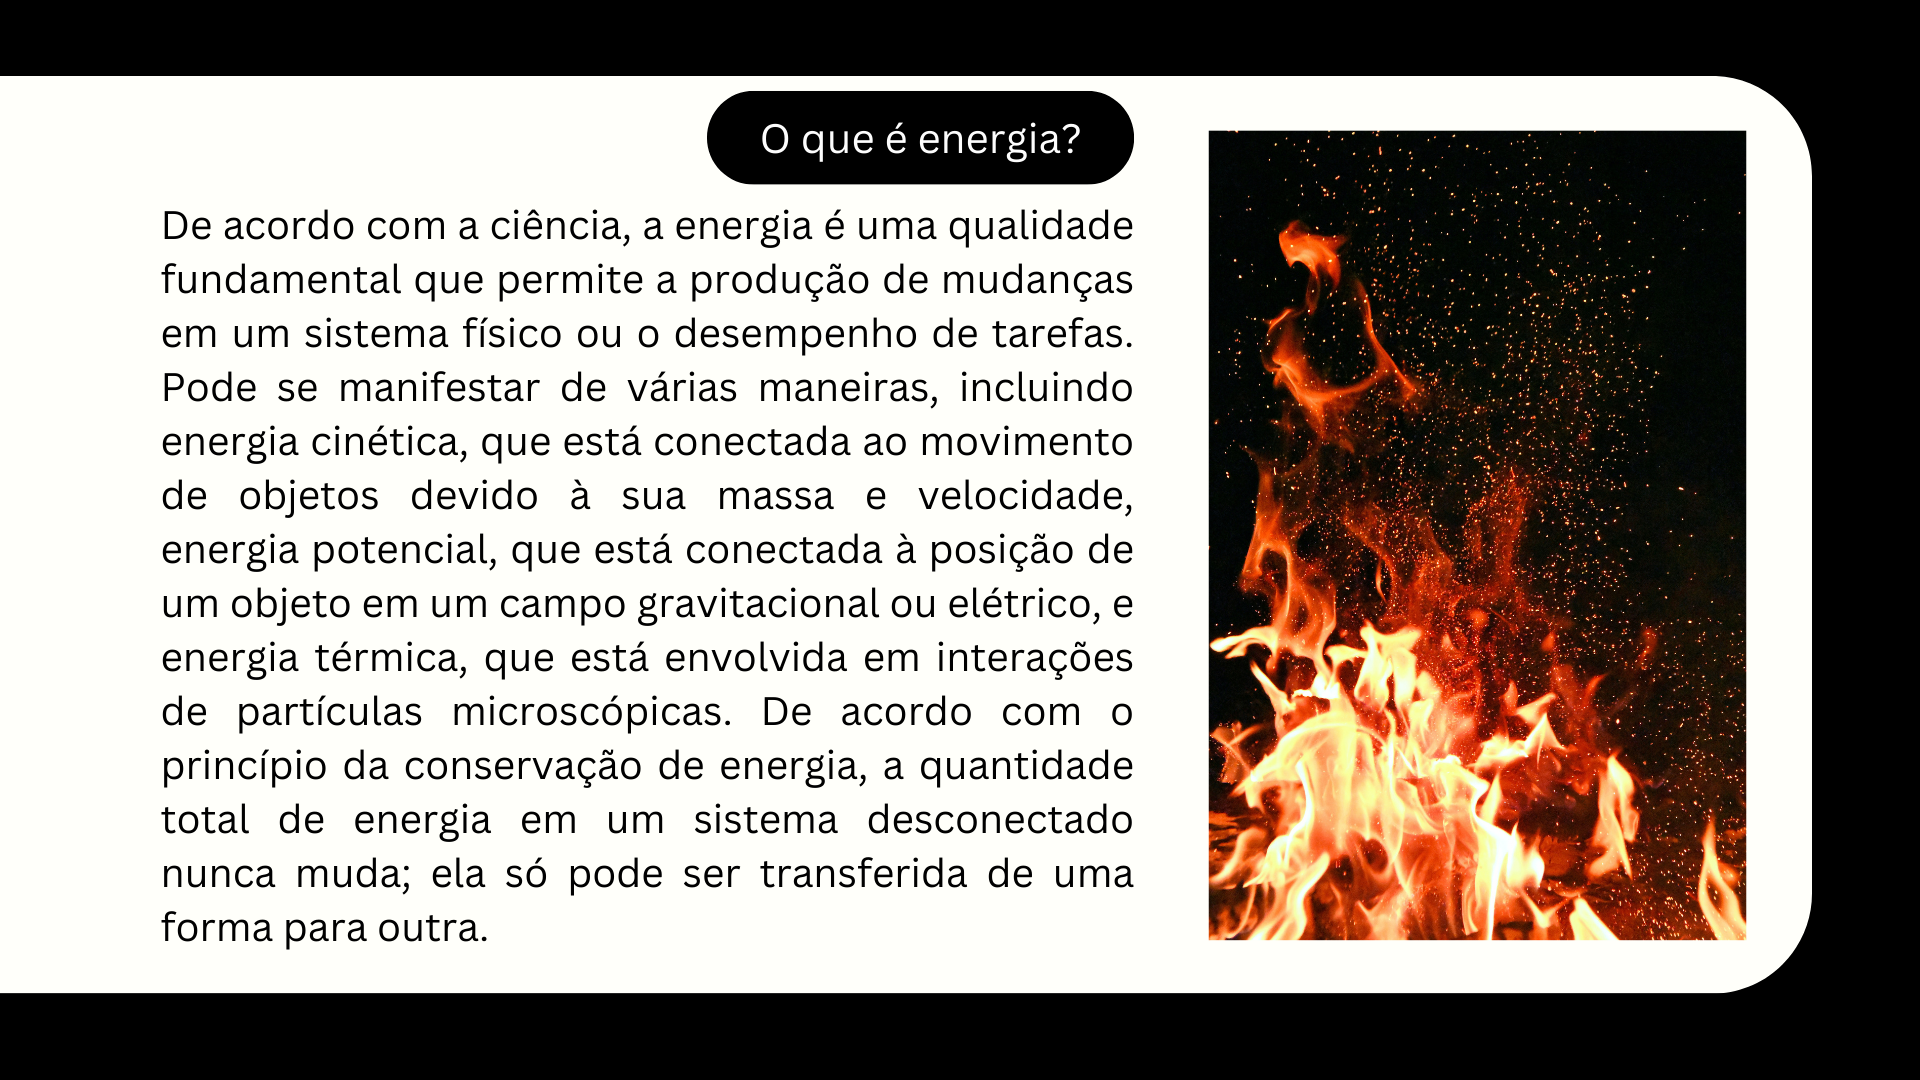 O que é energia?
De acordo com a ciência, a energia é uma qualidade
fundamental que permite a produção de mudanças
em um sistema físico ou o desempenho de tarefas.
Pode se manifestar de várias maneiras, incluindo
energia cinética, que está conectada ao movimento
de objetos devido à sua massa e velocidade,
energia potencial, que está conectada à posição de
um objeto em um campo gravitacional ou elétrico, e
energia térmica, que está envolvida em interações
de partículas microscópicas. De acordo com o
princípio da conservação de energia, a quantidade
total de energia em um sistema desconectado
nunca muda; ela só pode ser transferida de uma
forma para outra.